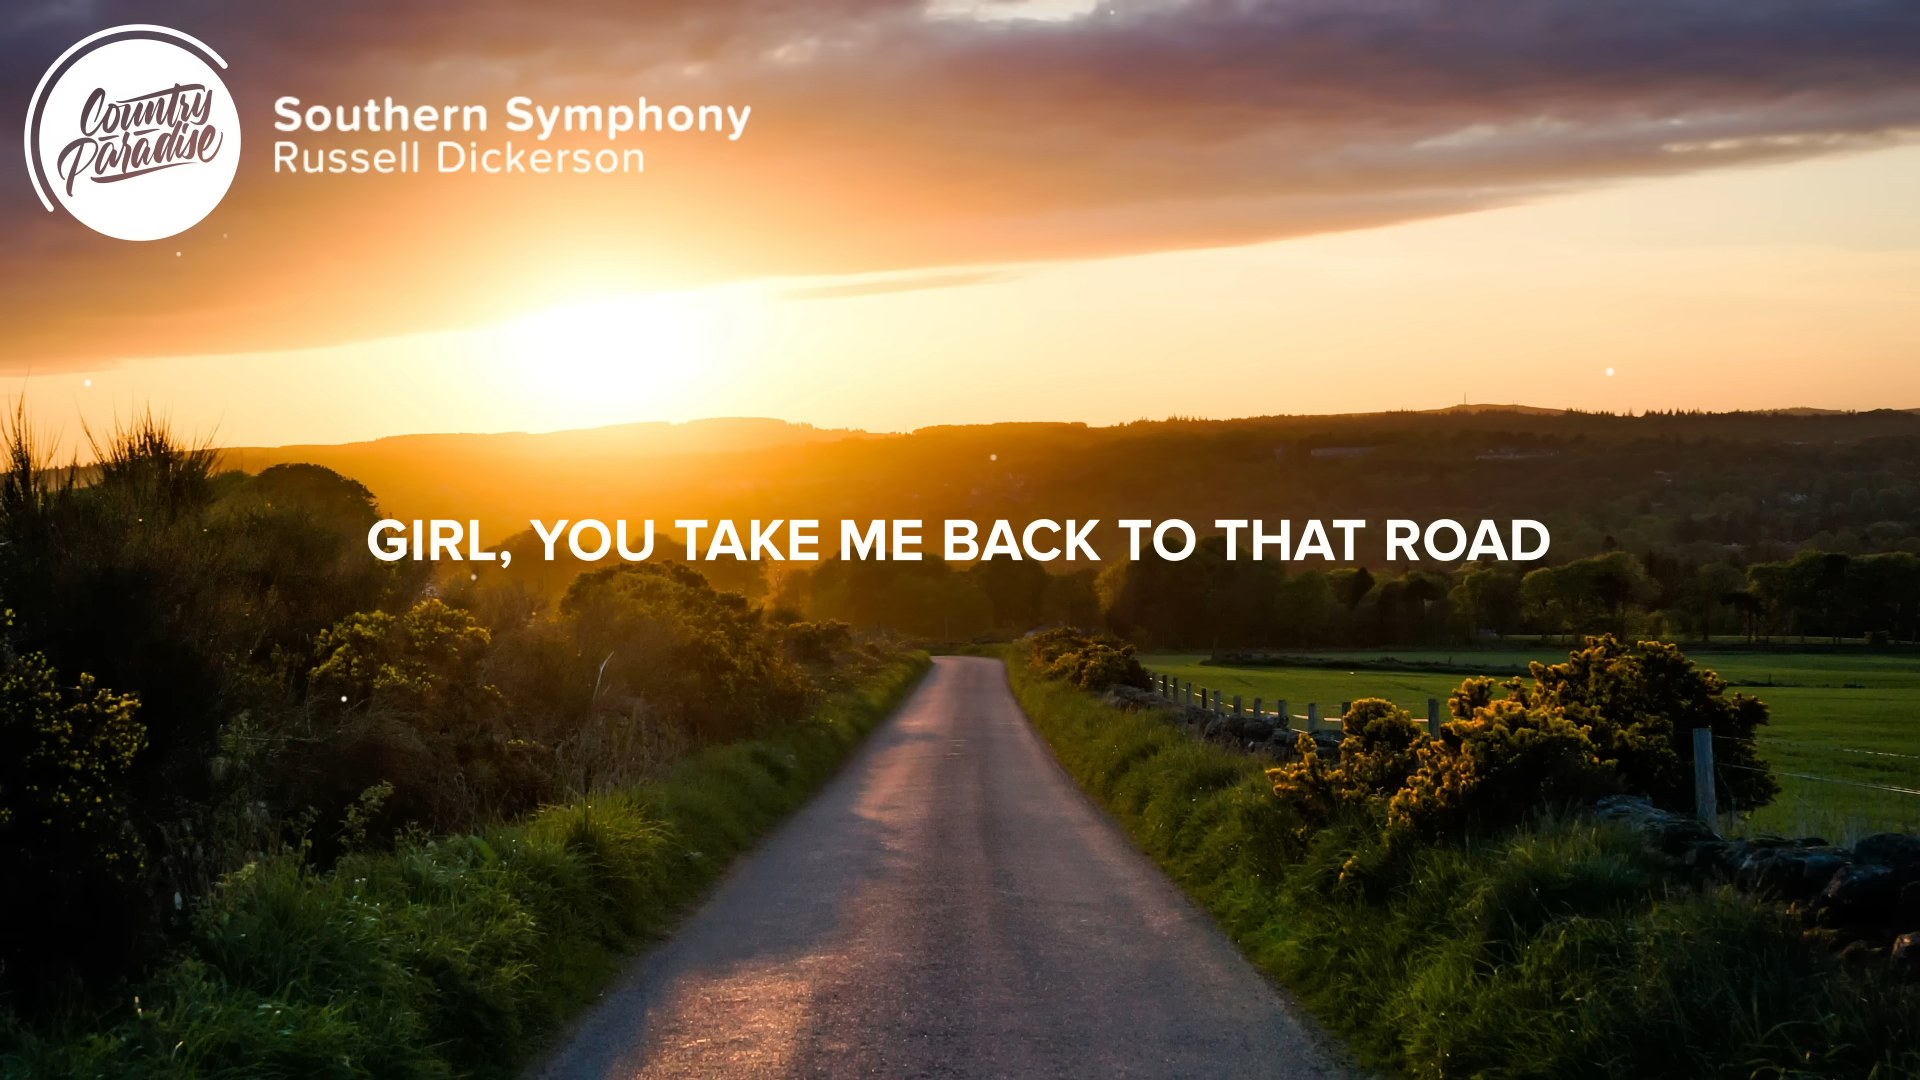 Country
Paradise
Southern Symphony
Russell Dickerson
GIRL, YOU TAKE ME BACK TO THAT ROAD